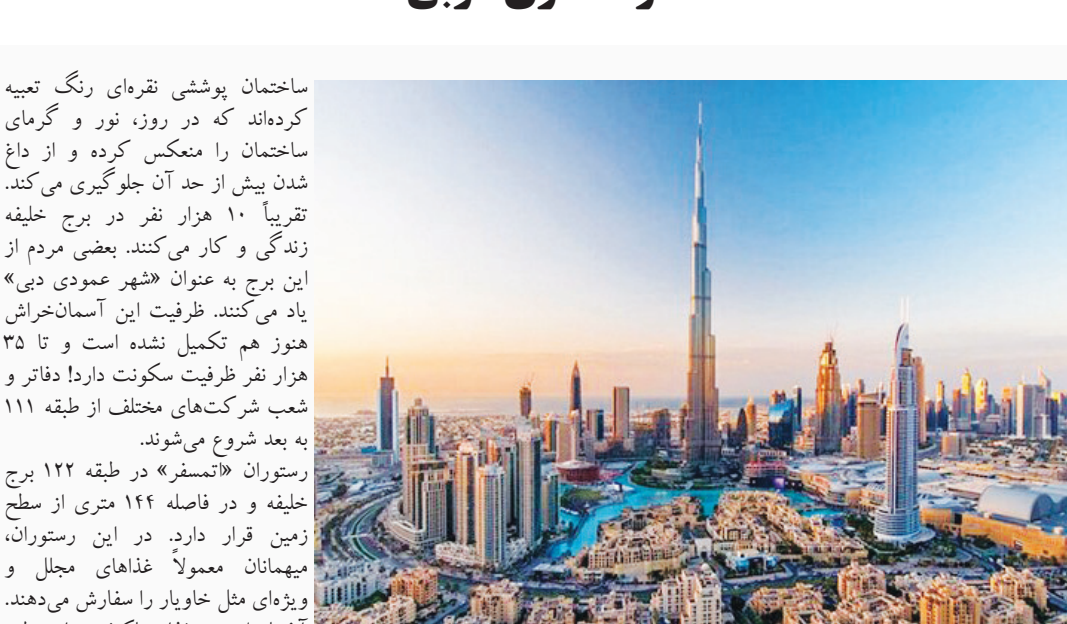 ساختمان پوششی نقره‌ای رنگ تعبیه
کرده‌اند که در روز، نور و گرمای
ساختمان را منعکس کرده و از داغ
شدن بیش از حد آن جلوگیری می‌کند.
تقریباً ۱۰ هزار نفر در برج خلیفه
زندگی و کار می‌کنند. بعضی مردم از
این برج به عنوان «شهر عمودی دبی»
یاد می‌کنند. ظرفیت این آسمان‌خراش
هنوز هم تکمیل نشده است و تا ۳۵
هزار نفر ظرفیت سکونت دارد! دفاتر و
شعب شرکت‌های مختلف از طبقه ۱۱۱
به بعد شروع می‌شوند.
رستوران «اتمسفر» در طبقه ۱۲۲ برج
خلیفه و در فاصله ۱۴۴ متری از سطح
زمین قرار دارد. در این رستوران،
میهمانان معمولاً غذاهای مجلل و
ویژه‌ای مثل خاویار را سفارش می‌دهند.